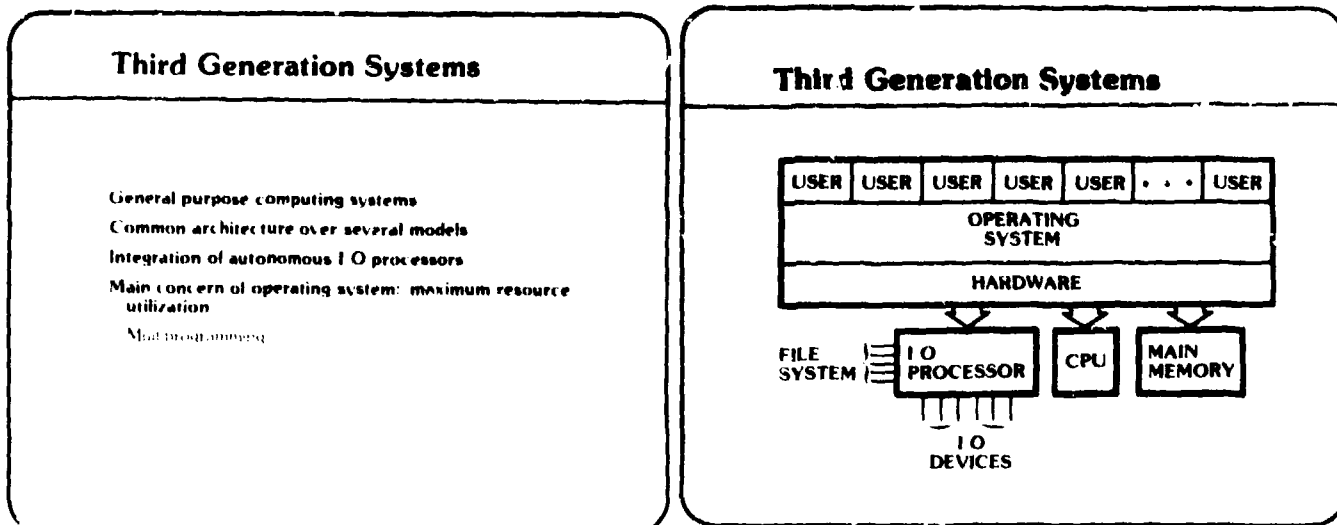 Third Generation Systems
General purpose computing systems
Common architecture over several models
Integration of autonomous I O processors
Main concern of operating system: maximum resource
utilization
programming
Third Generation Systems
USER USER USER USER USER . . . USER
OPERATING
SYSTEM
HARDWARE
FILE
SYSTEM
I O
PROCESSOR
CPU
MAIN
MEMORY
I O
DEVICES